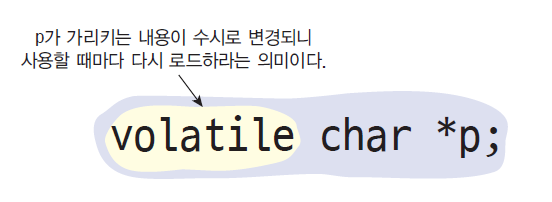 p가 가리키는 내용이 수시로 변경되니
사용할 때마다 다시 로드하라는 의미이다.
volatile char *p;